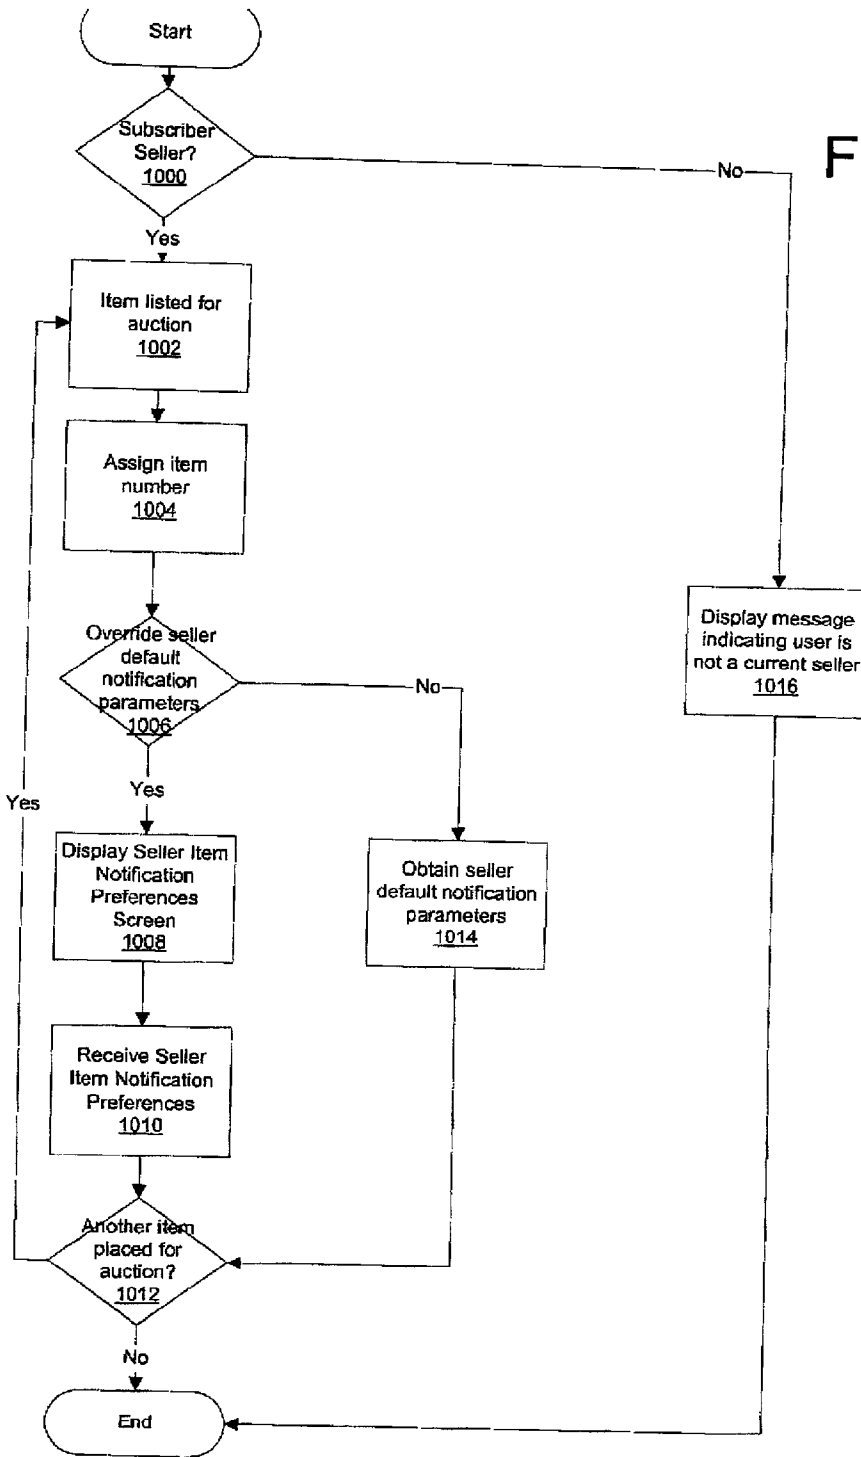 Start
Subscriber
Seller?
1000
No
F
Yes
Item listed for
auction
1002
Assign item
number
1004
Override seller
default
notification
parameters
1006
No
Display message
indicating user is
not a current seller
1016
Yes
Yes
Display Seller Item
Notification
Preferences
Screen
1008
Obtain seller
default notification
parameters
1014
Receive Seller
Item Notification
Preferences
1010
Another item
placed for
auction?
1012
No
End